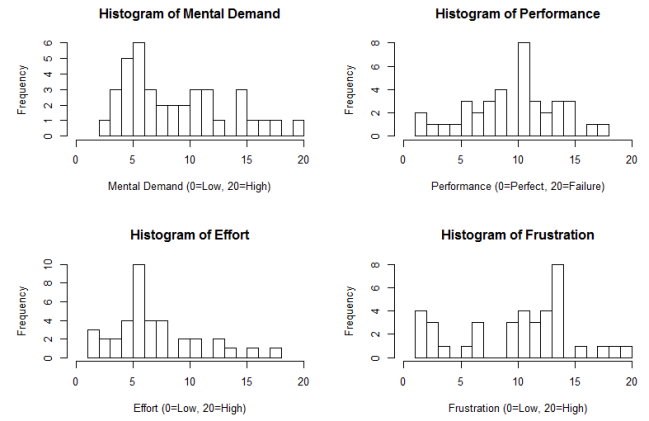 Histogram of Mental Demand
Frequency
0 1 2 3 4 5 6
0 5 10 15 20
Mental Demand (0=Low, 20=High)
Histogram of Performance
Frequency
0 2 4 6 8
0 5 10 15 20
Performance (0=Perfect, 20=Failure)
Histogram of Effort
Frequency
0 2 4 6 8 10
0 5 10 15 20
Effort (0=Low, 20=High)
Histogram of Frustration
Frequency
0 2 4 6 8
0 5 10 15 20
Frustration (0=Low, 20=High)